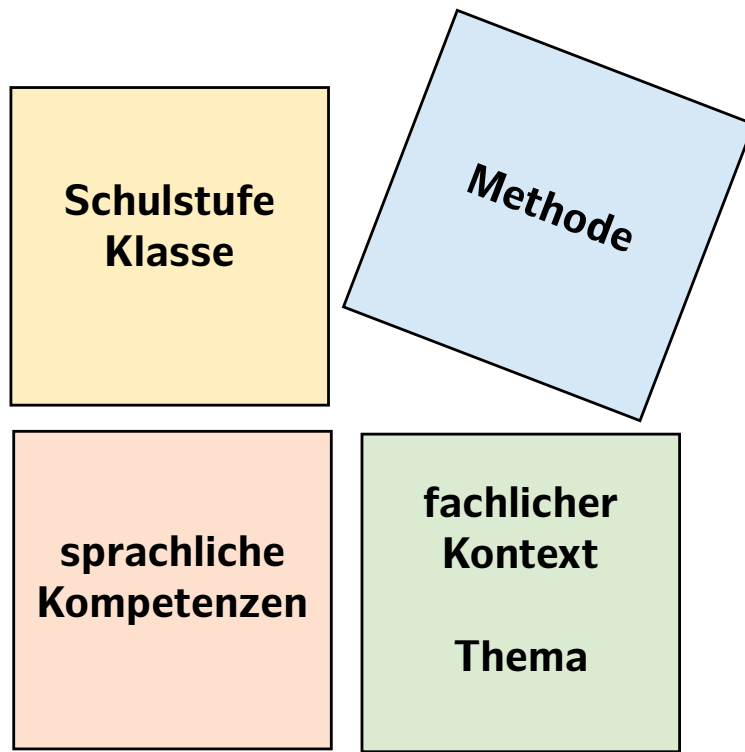 Schulstufe
Klasse
Methode
sprachliche
Kompetenzen
fachlicher
Kontext
Thema